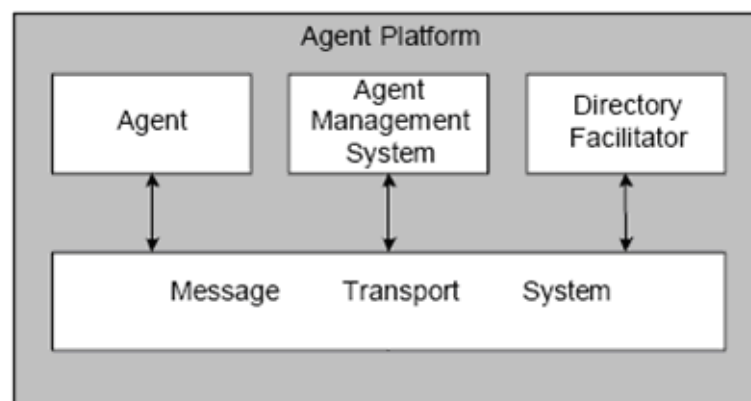 Agent Platform
Agent
Agent
Management
System
Directory
Facilitator
Message Transport System